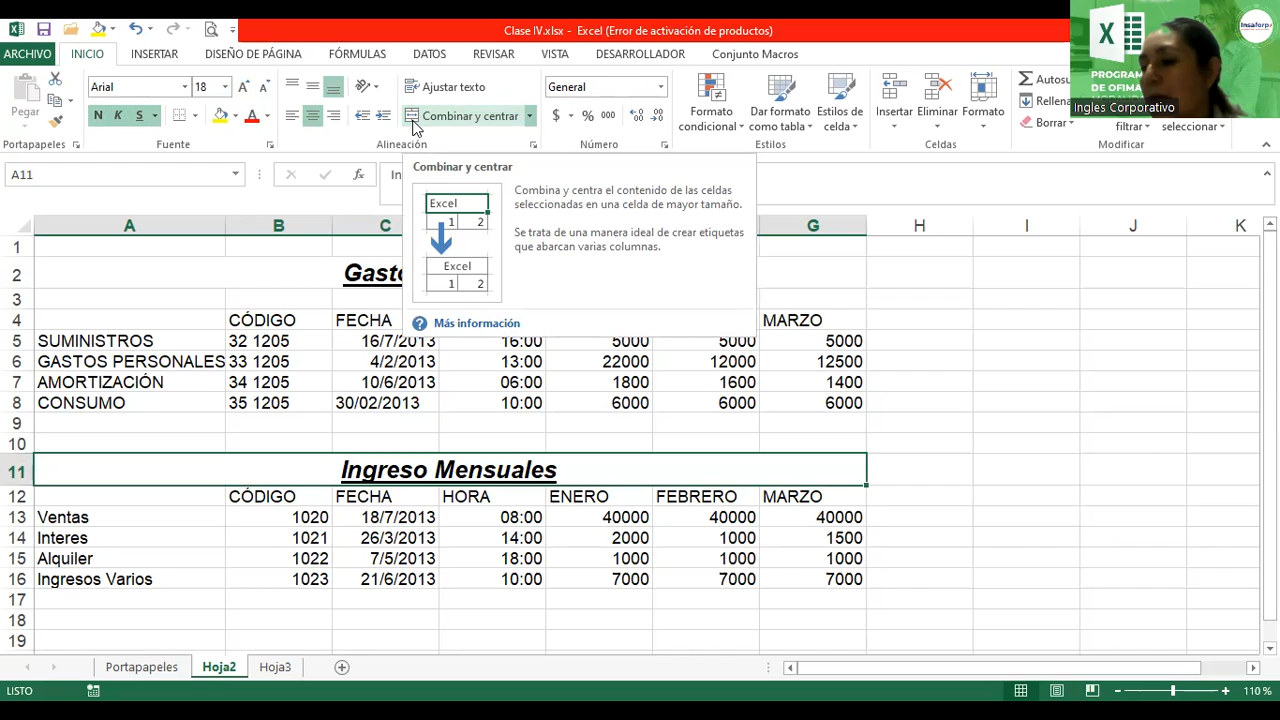 Clase IV.xlsx - Excel (Error de activación de productos)
ARCHIVO INICIO INSERTAR DISEÑO DE PÁGINA FÓRMULAS DATOS REVISAR VISTA DESARROLLADOR Conjunto Macros
Insaforp
PROGRAM
DE OFIMA
Ingles Corporativo
Pegar
Arial 18
N K S
Ajustar texto
Combinar y centrar
General
$ % 000
Formato condicional
Dar formato como tabla
Estilos de celda
Insertar Eliminar Formato
Autosu
Rellena
Borrar
filtrar seleccionar
Portapapeles Fuente Alineación Número Estilos Celdas Modificar
A11
fx
In
Combinar y centrar
Combina y centra el contenido de las celdas
seleccionadas en una celda de mayor tamaño.
Se trata de una manera ideal de crear etiquetas
que abarcan varias columnas.
Excel
1 2
Excel
1 2
Más información
A B C G H I J K
1
2 Gasto
3
4 CÓDIGO FECHA MARZO
5 SUMINISTROS 32 1205 16/7/2013 16:00 5000 5000 5000
6 GASTOS PERSONALES 33 1205 4/2/2013 13:00 22000 12000 12500
7 AMORTIZACIÓN 34 1205 10/6/2013 06:00 1800 1600 1400
8 CONSUMO 35 1205 30/02/2013 10:00 6000 6000 6000
9
10
11 Ingreso Mensuales
12 CÓDIGO FECHA HORA ENERO FEBRERO MARZO
13 Ventas 1020 18/7/2013 08:00 40000 40000 40000
14 Interes 1021 26/3/2013 14:00 2000 1000 1500
15 Alquiler 1022 7/5/2013 18:00 1000 1000 1000
16 Ingresos Varios 1023 21/6/2013 10:00 7000 7000 7000
17
18
19
Portapapeles Hoja2 Hoja3
LISTO
110 %